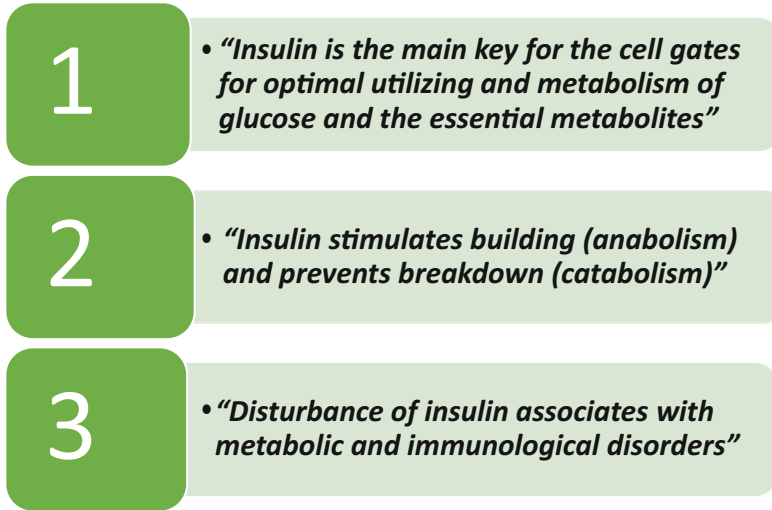 1
• “Insulin is the main key for the cell gates
for optimal utilizing and metabolism of
glucose and the essential metabolites”
2
• “Insulin stimulates building (anabolism)
and prevents breakdown (catabolism)”
3
• “Disturbance of insulin associates with
metabolic and immunological disorders”